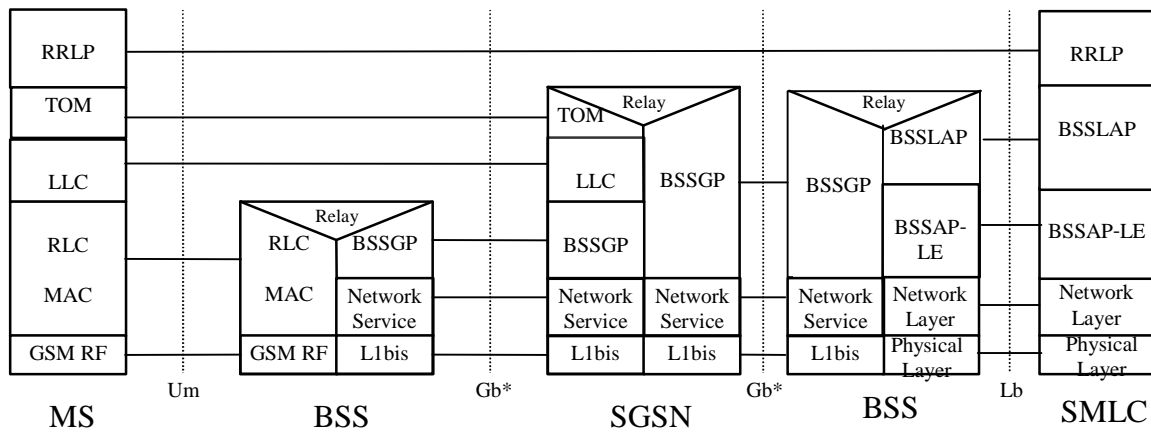 RRLP
TOM
LLC
RLC
MAC
GSM RF
MS
Um
Relay
RLC
BSSGP
MAC
Network
Service
GSM RF
L1bis
BSS
Gb*
Relay
TOM
LLC
BSSGP
BSSGP
Network
Service
Network
Service
L1bis
L1bis
SGSN
Gb*
Relay
BSSGP
BSSLAP
BSSAP-
LE
Network
Service
Network
Layer
L1bis
Physical
Layer
BSS
Lb
RRLP
BSSLAP
BSSAP-LE
Network
Layer
Physical
Layer
SMLC